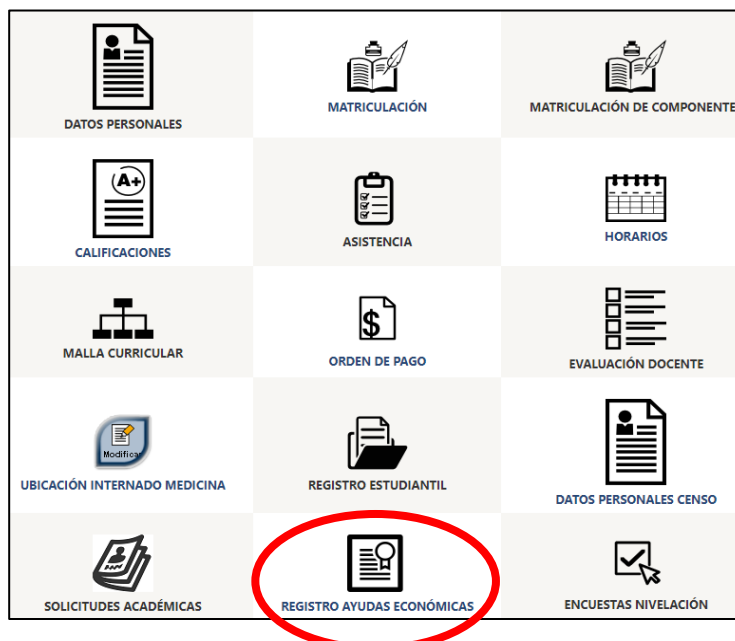 DATOS PERSONALES
MATRICULACIÓN
MATRICULACIÓN DE COMPONENTE
A+
CALIFICACIONES
ASISTENCIA
HORARIOS
MALLA CURRICULAR
$
ORDEN DE PAGO
EVALUACIÓN DOCENTE
Modificar
UBICACIÓN INTERNADO MEDICINA
REGISTRO ESTUDIANTIL
DATOS PERSONALES CENSO
SOLICITUDES ACADÉMICAS
REGISTRO AYUDAS ECONÓMICAS
ENCUESTAS NIVELACIÓN